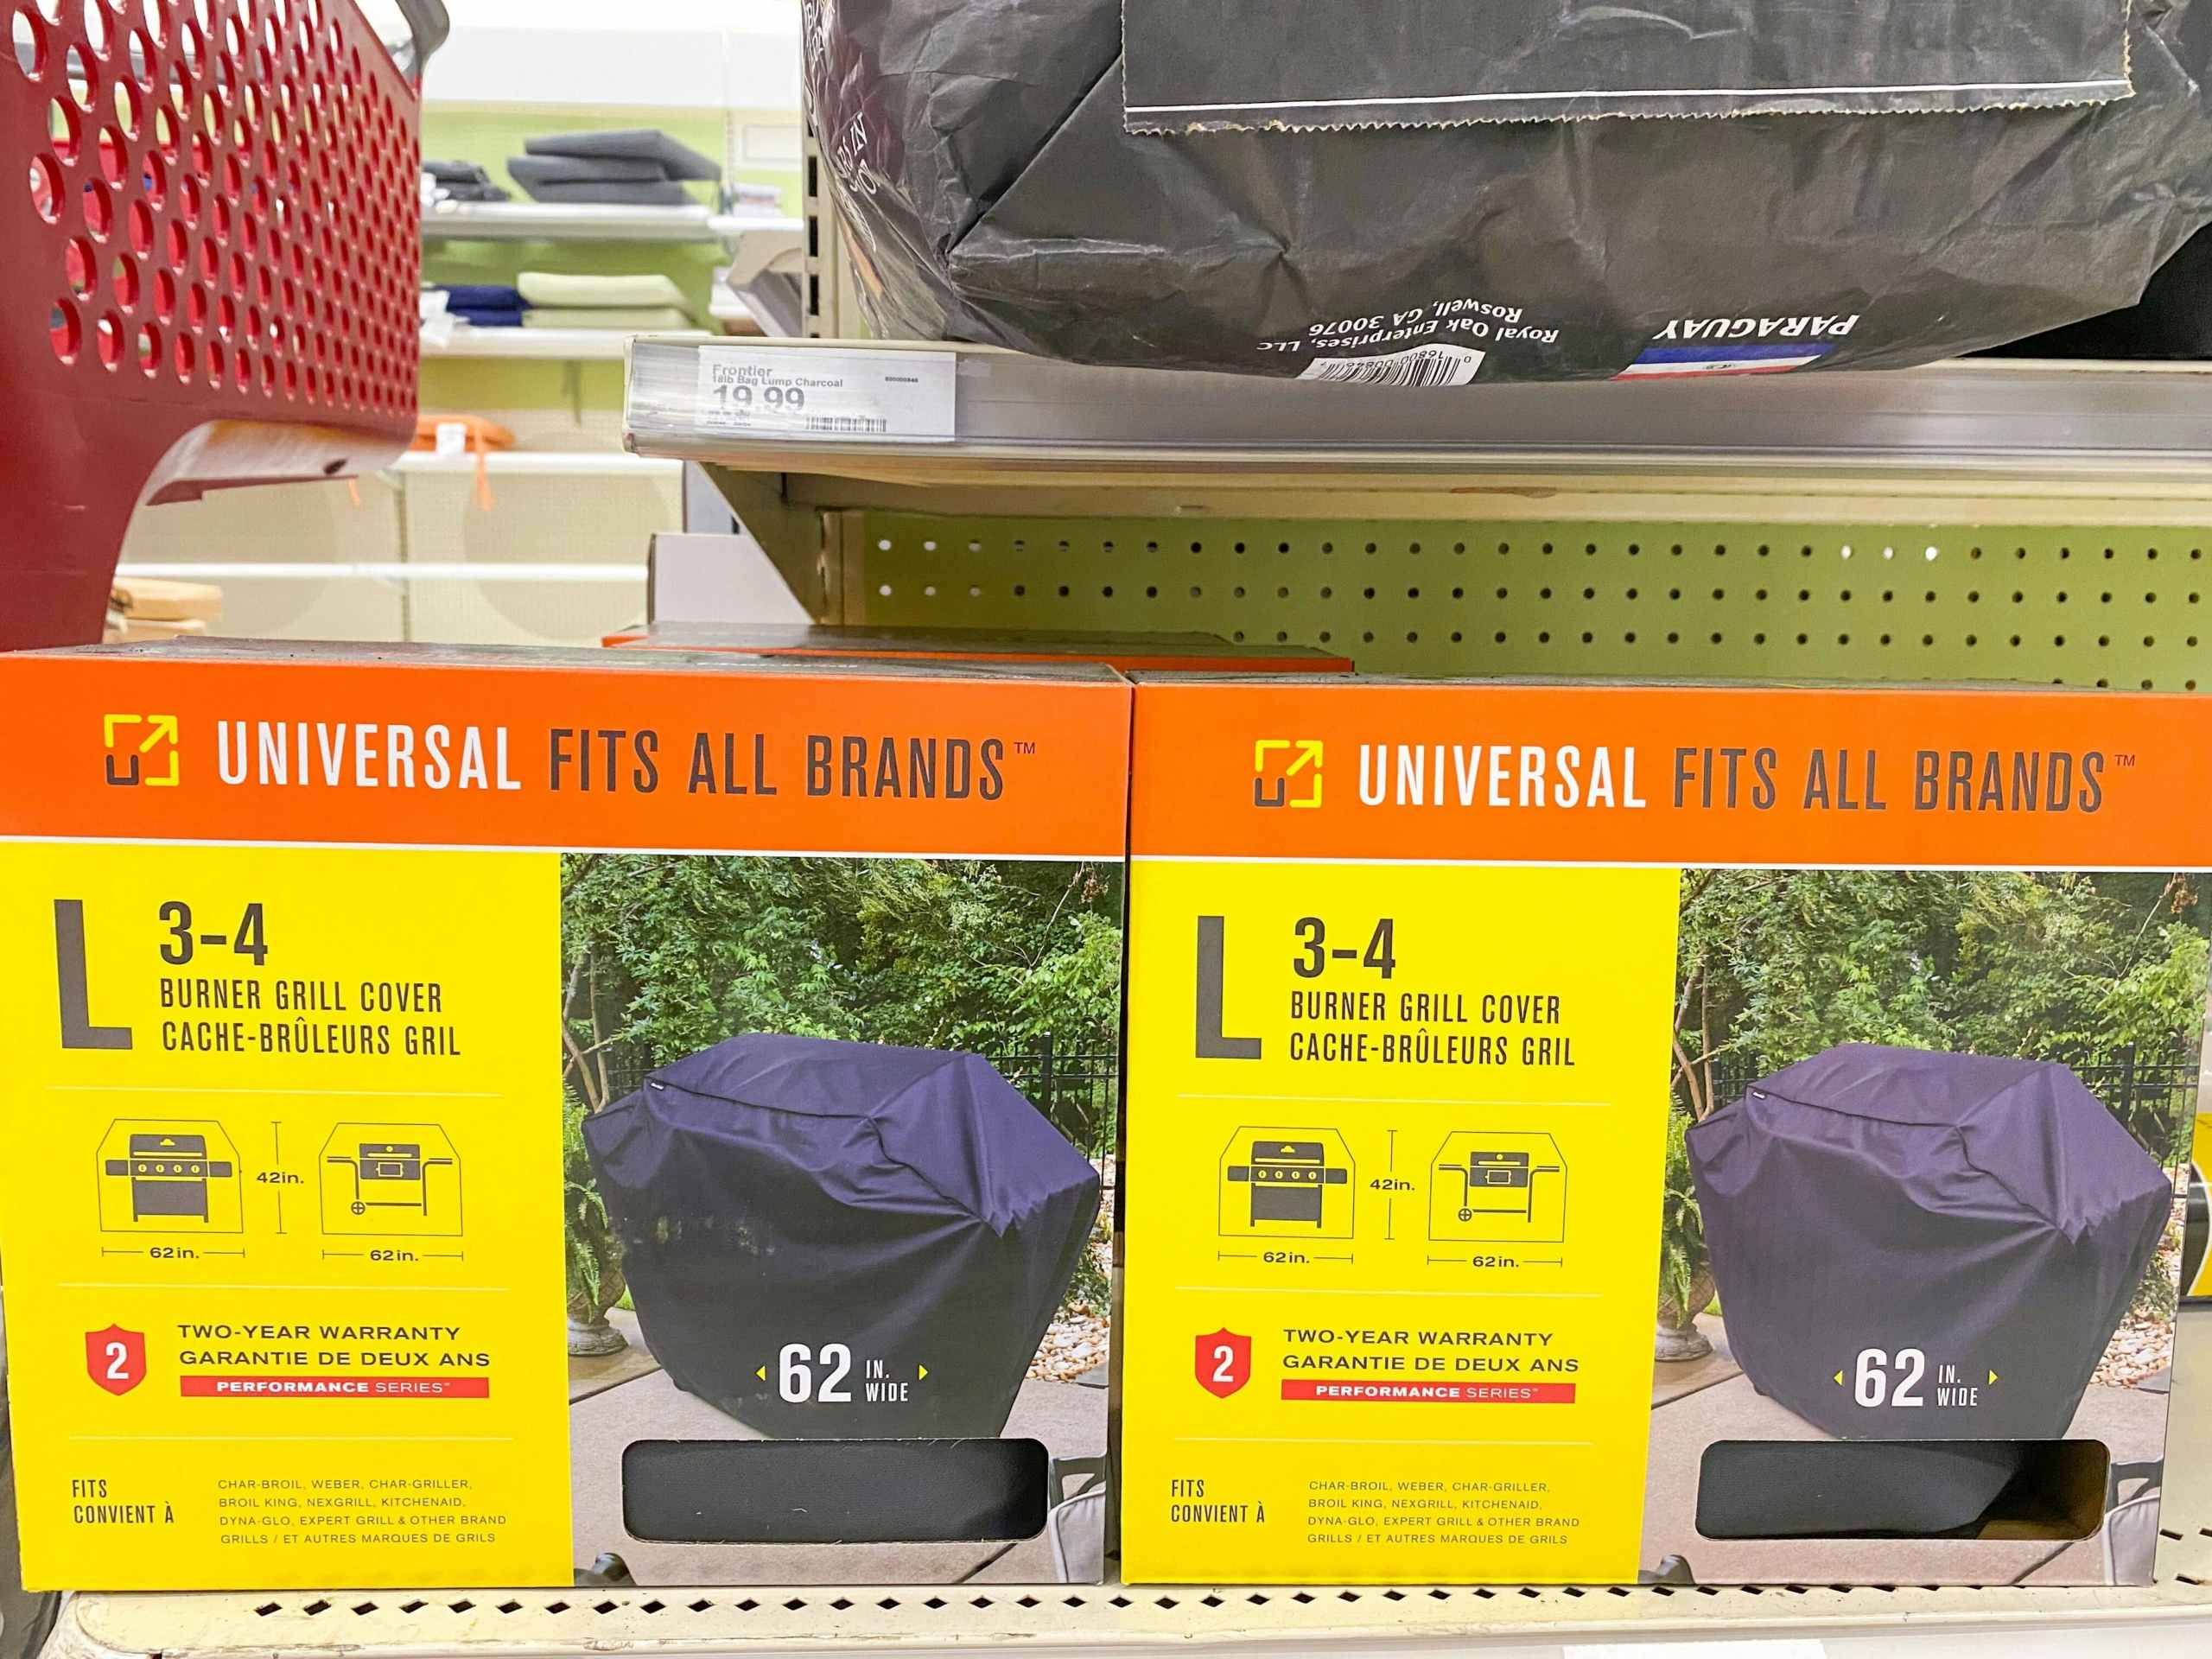 PARAGUAY
Royal Oak Enterprises, LLC
Roswell, GA 30076
Frontier
18lb Bag Lump Charcoal
19.99
UNIVERSAL FITS ALL BRANDS™
L
3-4
BURNER GRILL COVER
CACHE-BRÛLEURS GRIL
42in.
62in.
62in.
2
TWO-YEAR WARRANTY
GARANTIE DE DEUX ANS
PERFORMANCE SERIES™
FITS
CONVIENT À
CHAR-BROIL, WEBER, CHAR-GRILLER,
BROIL KING, NEXGRILL, KITCHENAID,
DYNA-GLO, EXPERT GRILL & OTHER BRAND
GRILLS / ET AUTRES MARQUES DE GRILS
62 IN. WIDE
UNIVERSAL FITS ALL BRANDS™
L
3-4
BURNER GRILL COVER
CACHE-BRÛLEURS GRIL
42in.
62in.
62in.
2
TWO-YEAR WARRANTY
GARANTIE DE DEUX ANS
PERFORMANCE SERIES™
FITS
CONVIENT À
CHAR-BROIL, WEBER, CHAR-GRILLER,
BROIL KING, NEXGRILL, KITCHENAID,
DYNA-GLO, EXPERT GRILL & OTHER BRAND
GRILLS / ET AUTRES MARQUES DE GRILS
62 IN. WIDE